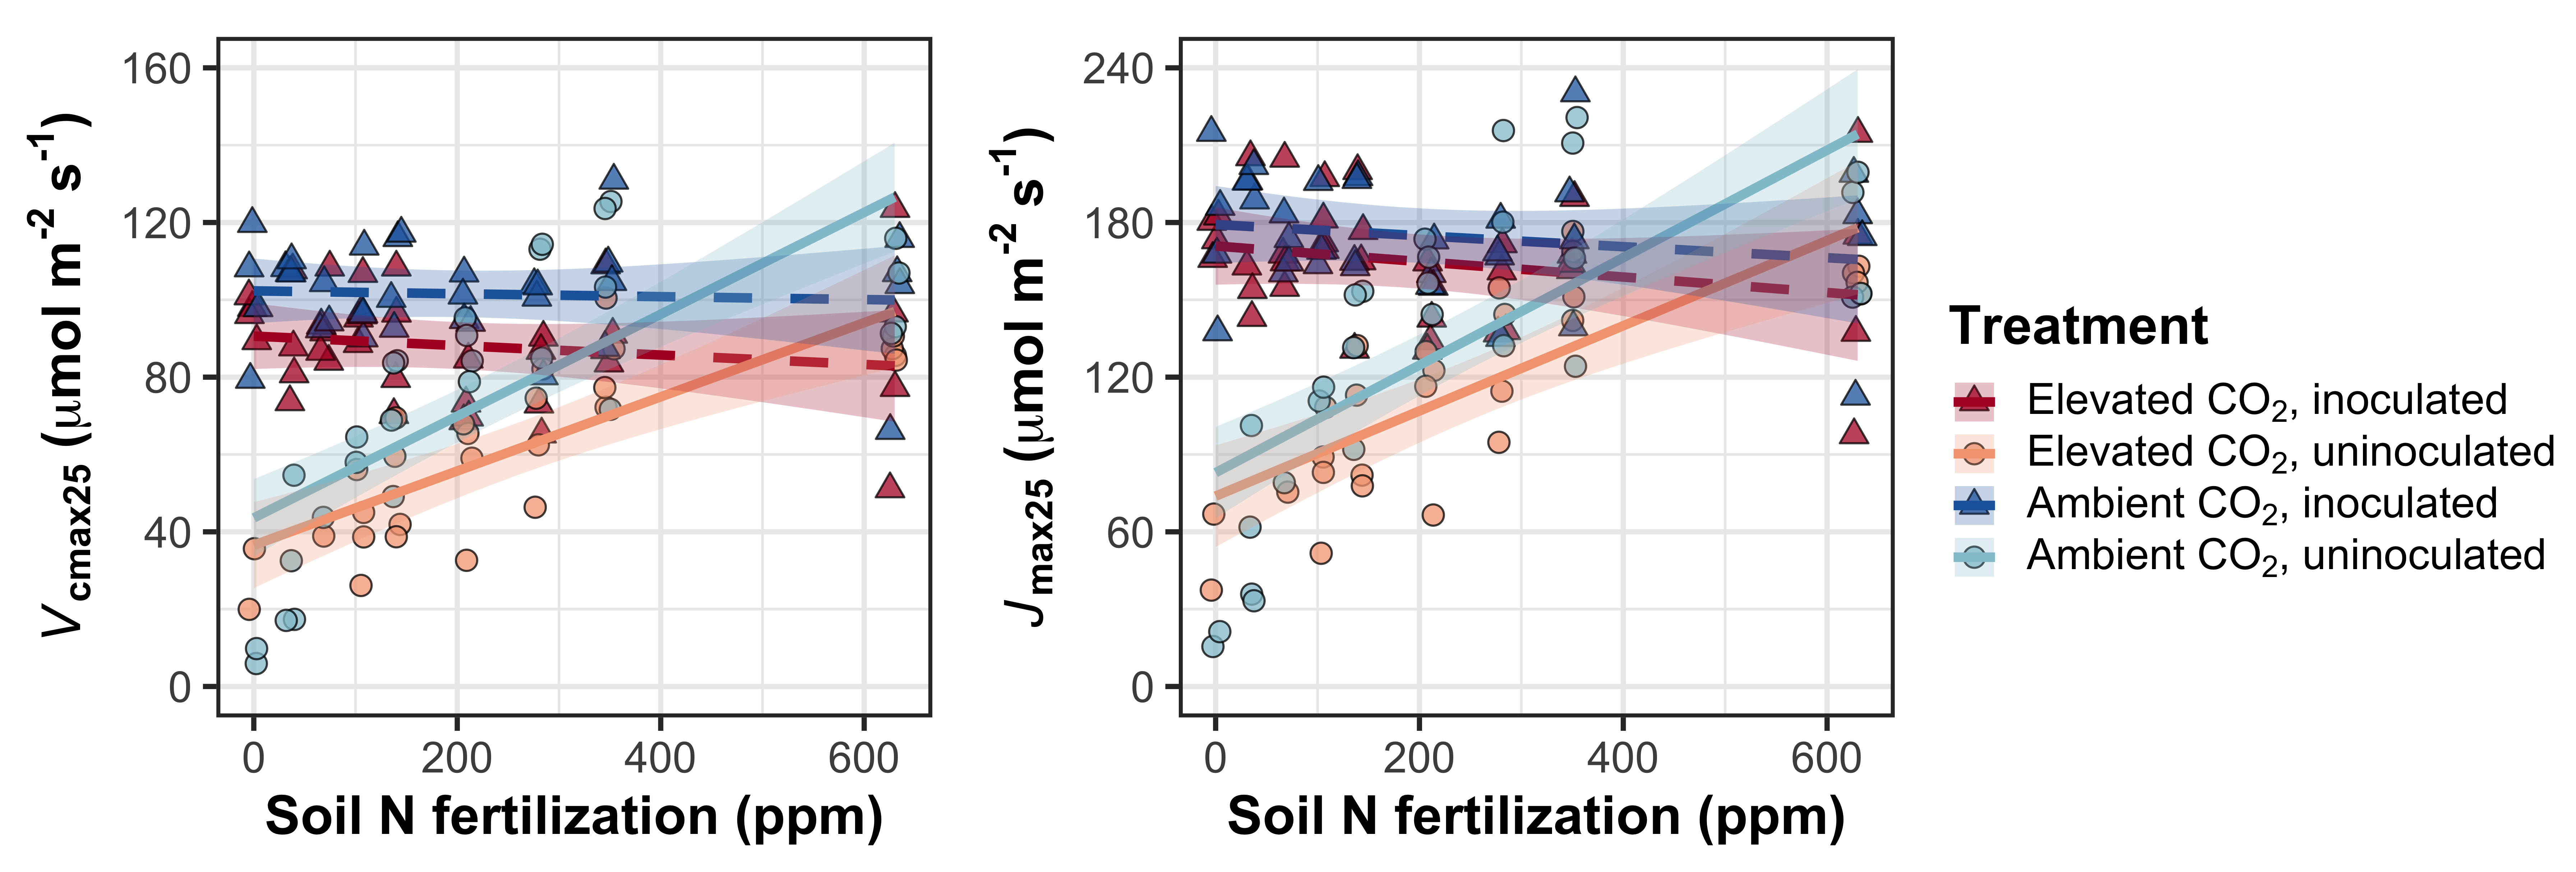 160
120
80
40
0
V cmax25 (μmol m-2 s-1)
0 200 400 600
Soil N fertilization (ppm)
240
180
120
60
0
J max25 (μmol m-2 s-1)
0 200 400 600
Soil N fertilization (ppm)
Treatment
Elevated CO2, inoculated
Elevated CO2, uninoculated
Ambient CO2, inoculated
Ambient CO2, uninoculated